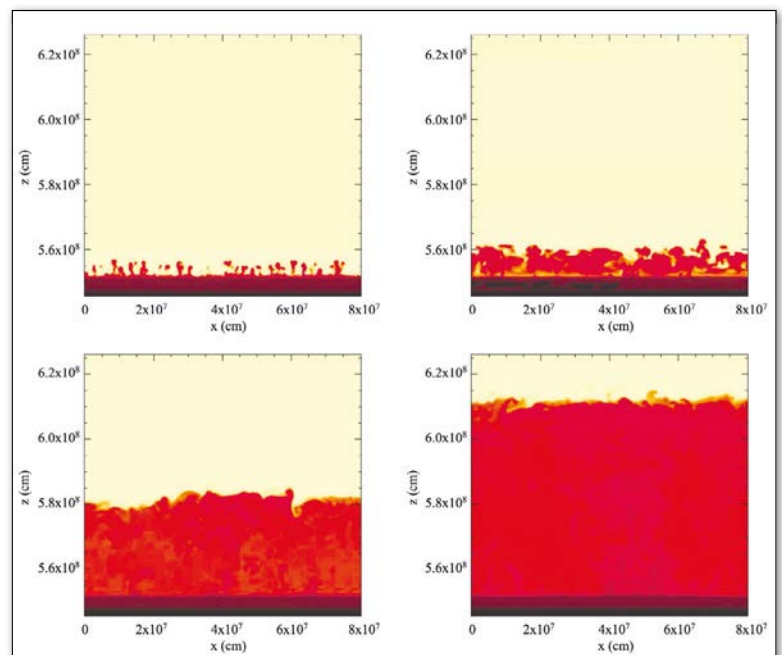 6.2x10⁸
6.0x10⁸
z (cm)
5.8x10⁸
5.6x10⁸
0 2x10⁷ 4x10⁷ 6x10⁷ 8x10⁷
x (cm)
6.2x10⁸
6.0x10⁸
z (cm)
5.8x10⁸
5.6x10⁸
0 2x10⁷ 4x10⁷ 6x10⁷ 8x10⁷
x (cm)
6.2x10⁸
6.0x10⁸
z (cm)
5.8x10⁸
5.6x10⁸
0 2x10⁷ 4x10⁷ 6x10⁷ 8x10⁷
x (cm)
6.2x10⁸
6.0x10⁸
z (cm)
5.8x10⁸
5.6x10⁸
0 2x10⁷ 4x10⁷ 6x10⁷ 8x10⁷
x (cm)